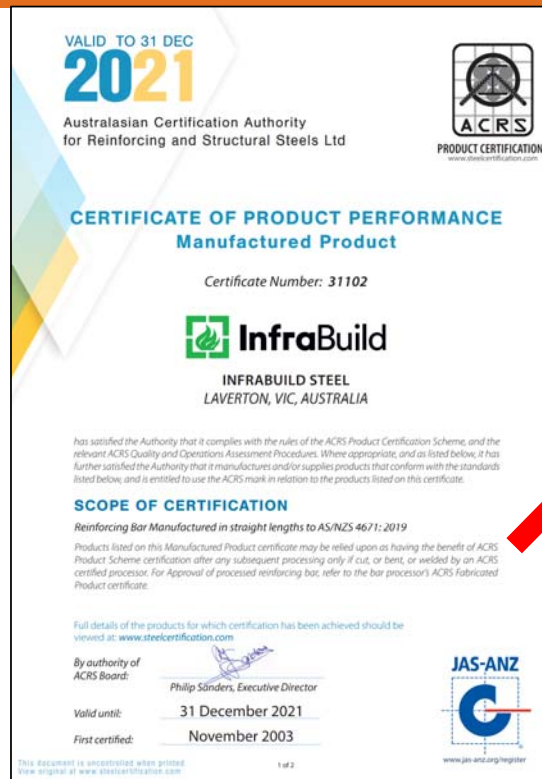 VALID TO 31 DEC
2021
Australasian Certification Authority
for Reinforcing and Structural Steels Ltd
ACRS
PRODUCT CERTIFICATION
www.steelcertification.com
CERTIFICATE OF PRODUCT PERFORMANCE
Manufactured Product
Certificate Number: 31102
InfraBuild
INFRABUILD STEEL
LAVERTON, VIC, AUSTRALIA
has satisfied the Authority that it complies with the rules of the ACRS Product Certification Scheme, and the
relevant ACRS Quality and Operations Assessment Procedures. Where appropriate, and as listed below, it has
further satisfied the Authority that it manufactures and/or supplies products that conform with the standards
listed below, and is entitled to use the ACRS mark in relation to the products listed on this certificate.
SCOPE OF CERTIFICATION
Reinforcing Bar Manufactured in straight lengths to AS/NZS 4671: 2019
Products listed on this Manufactured Product certificate may be relied upon as having the benefit of ACRS
Product Scheme certification after any subsequent processing only if cut, or bent, or welded by an ACRS
certified processor. For Approval of processed reinforcing bar, refer to the bar processor's ACRS Fabricated
Product certificate.
Full details of the products for which certification has been achieved should be
viewed at: www.steelcertification.com
By authority of
ACRS Board:
Philip Sanders, Executive Director
Valid until: 31 December 2021
First certified: November 2003
JAS-ANZ
www.jas-anz.org/register
This document is uncontrolled when printed
View original at www.steelcertification.com
1 of 2